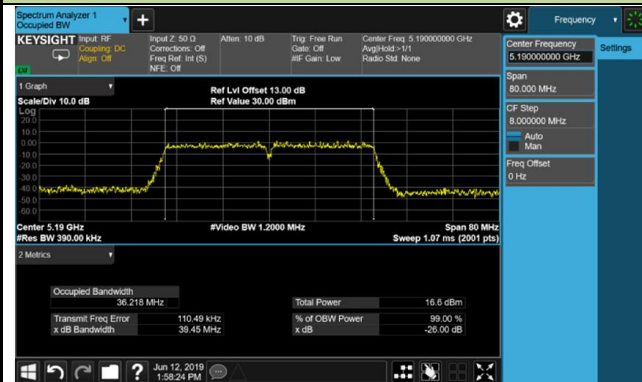 Spectrum Analyzer 1
Occupied BW
+
Frequency
KEYSIGHT
Input: RF
Coupling: DC
Align: Off
Input Z: 50 Ω
Corrections: Off
Freq Ref: Int (S)
NFE: Off
Atten: 10 dB
Trig: Free Run
Gate: Off
#IF Gain: Low
Center Freq: 5.190000000 GHz
Avg|Hold:>1/1
Radio Std: None
Center Frequency
5.190000000 GHz
Settings
Span
80.000 MHz
CF Step
8.000000 MHz
Auto
Man
Freq Offset
0 Hz
1 Graph
Scale/Div 10.0 dB
Ref Lvl Offset 13.00 dB
Ref Value 30.00 dBm
Log
20.0
10.0
0.00
-10.0
-20.0
-30.0
-40.0
-50.0
-60.0
Center 5.19 GHz
#Video BW 1.2000 MHz
Span 80 MHz
#Res BW 390.00 kHz
Sweep 1.07 ms (2001 pts)
2 Metrics
Occupied Bandwidth
36.218 MHz
Total Power 16.6 dBm
Transmit Freq Error 110.49 kHz
% of OBW Power 99.00 %
x dB Bandwidth 39.45 MHz
x dB -26.00 dB
?
Jun 12, 2019
1:58:24 PM